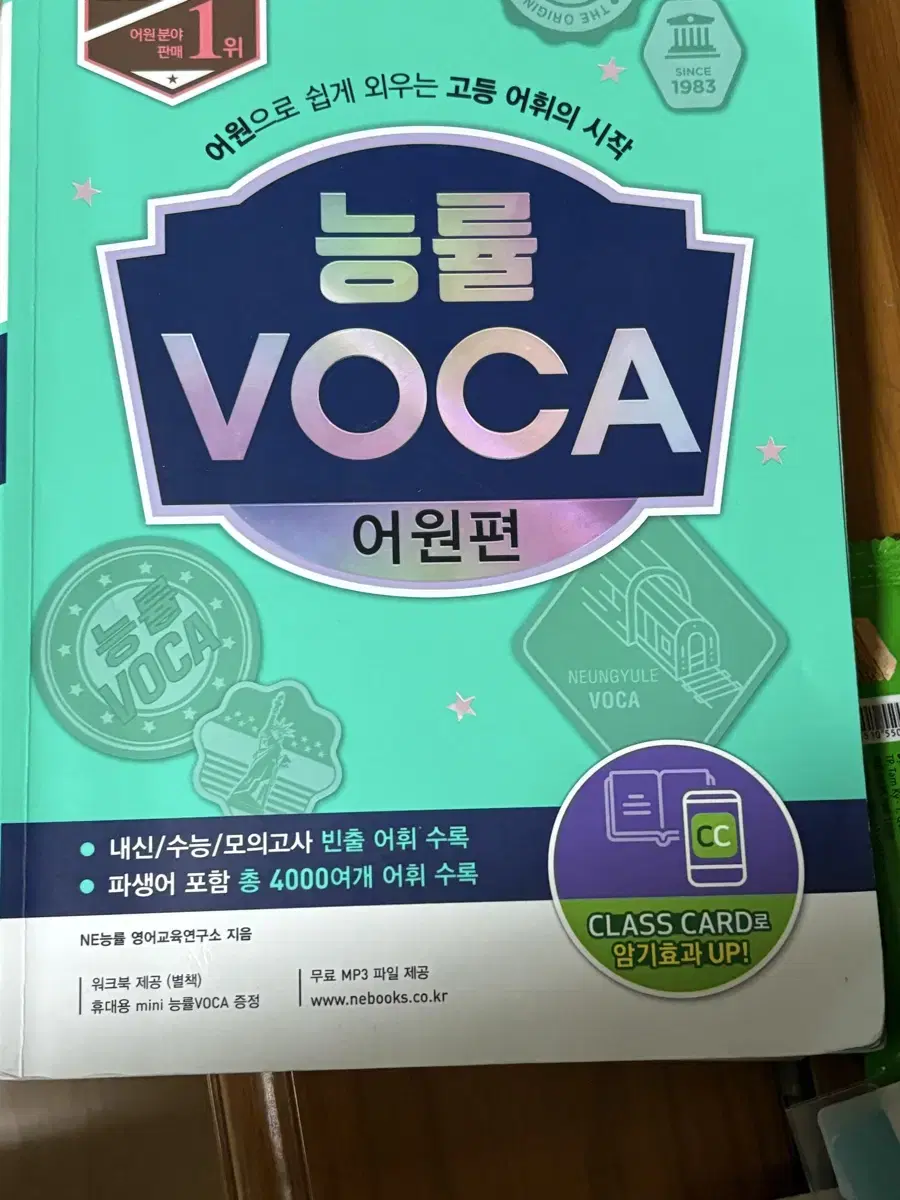 어원 분야
판매 1위
THE ORIGIN
SINCE
1983
어원으로 쉽게 외우는 고등 어휘의 시작
능률
VOCA
어원편
능률
VOCA
NEUNGYULE
VOCA
내신/수능/모의고사 빈출 어휘 수록
파생어 포함 총 4000여개 어휘 수록
CC
CLASS CARD로
암기효과 UP!
NE능률 영어교육연구소 지음
워크북 제공 (별책)
휴대용 mini 능률VOCA 증정
무료 MP3 파일 제공
www.nebooks.co.kr